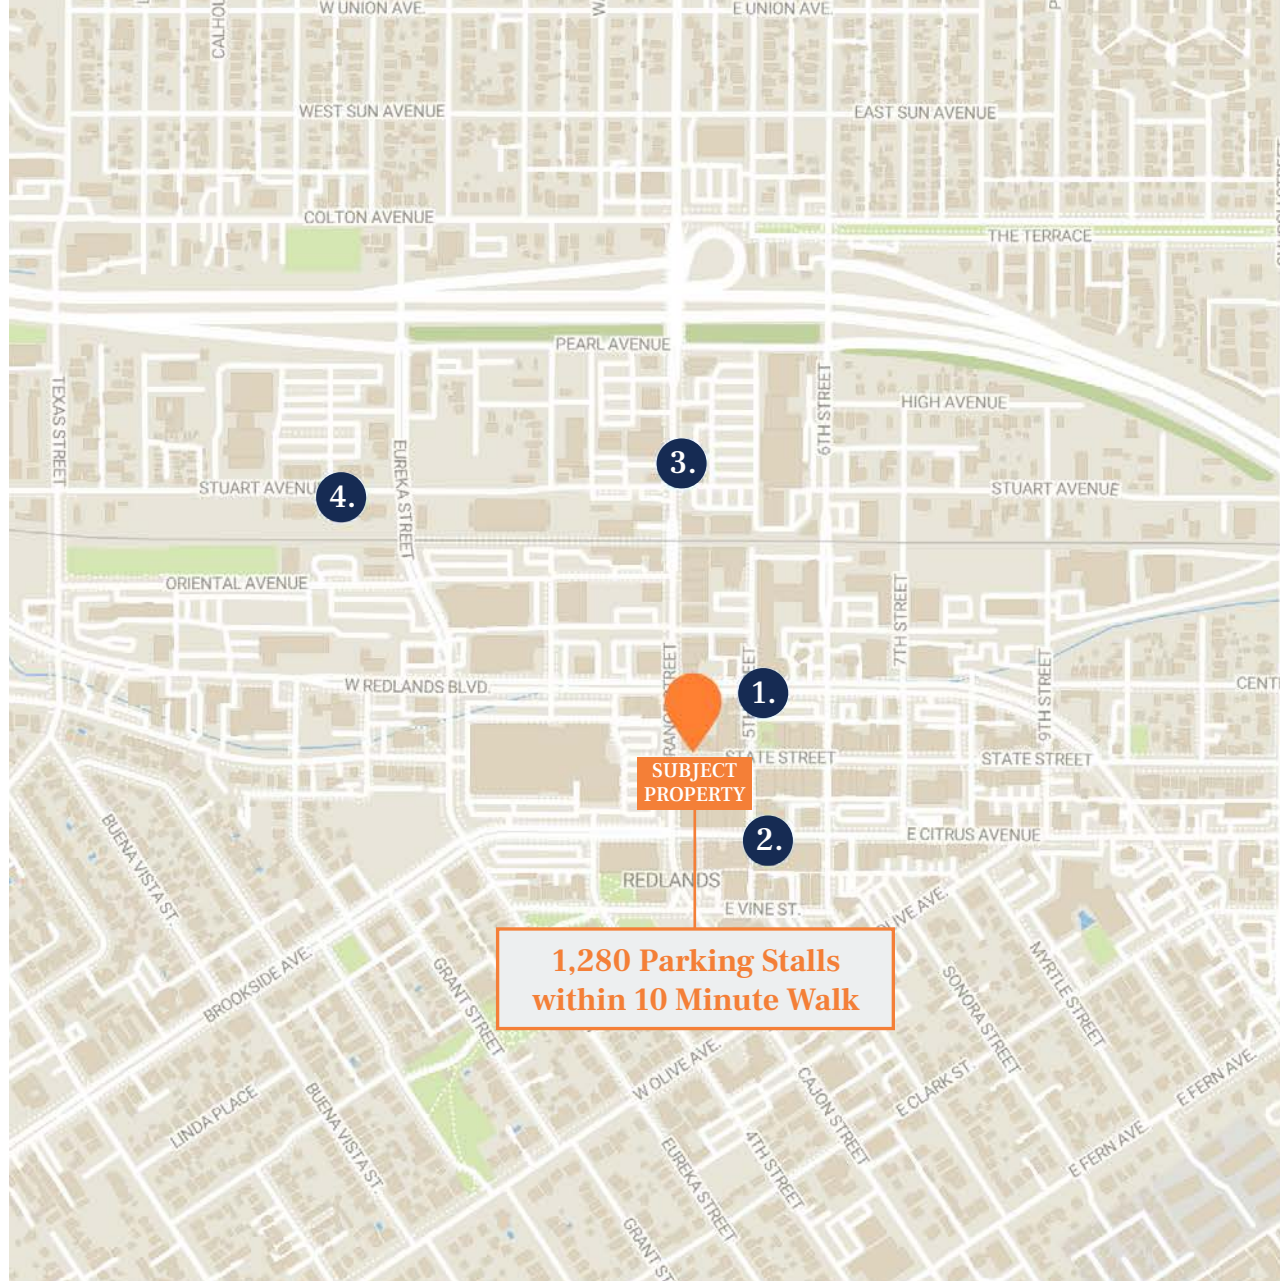 W UNION AVE.
E UNION AVE.
WEST SUN AVENUE
EAST SUN AVENUE
COLTON AVENUE
THE TERRACE
PEARL AVENUE
TEXAS STREET
6TH STREET
HIGH AVENUE
EUREKA STREET
3.
STUART AVENU
4.
STUART AVENUE
ORIENTAL AVENUE
7TH STREET
9TH STREET
W REDLANDS BLVD.
1.
STATE STREET
STATE STREET
SUBJECT
PROPERTY
2.
E CITRUS AVENUE
BUENA VISTA ST.
REDLANDS
E VINE ST.
1,280 Parking Stalls
within 10 Minute Walk
BROOKSIDE AVE.
GRANT STREET
SONORA STREET
MYRTLE STREET
W OLIVE AVE.
CAJON STREET
E CLARK ST.
E FERN AVE.
E FERN AVE.
LINDA PLACE
BUENA VISTA ST.
4TH STREET
EUREKA STREET
GRANT ST